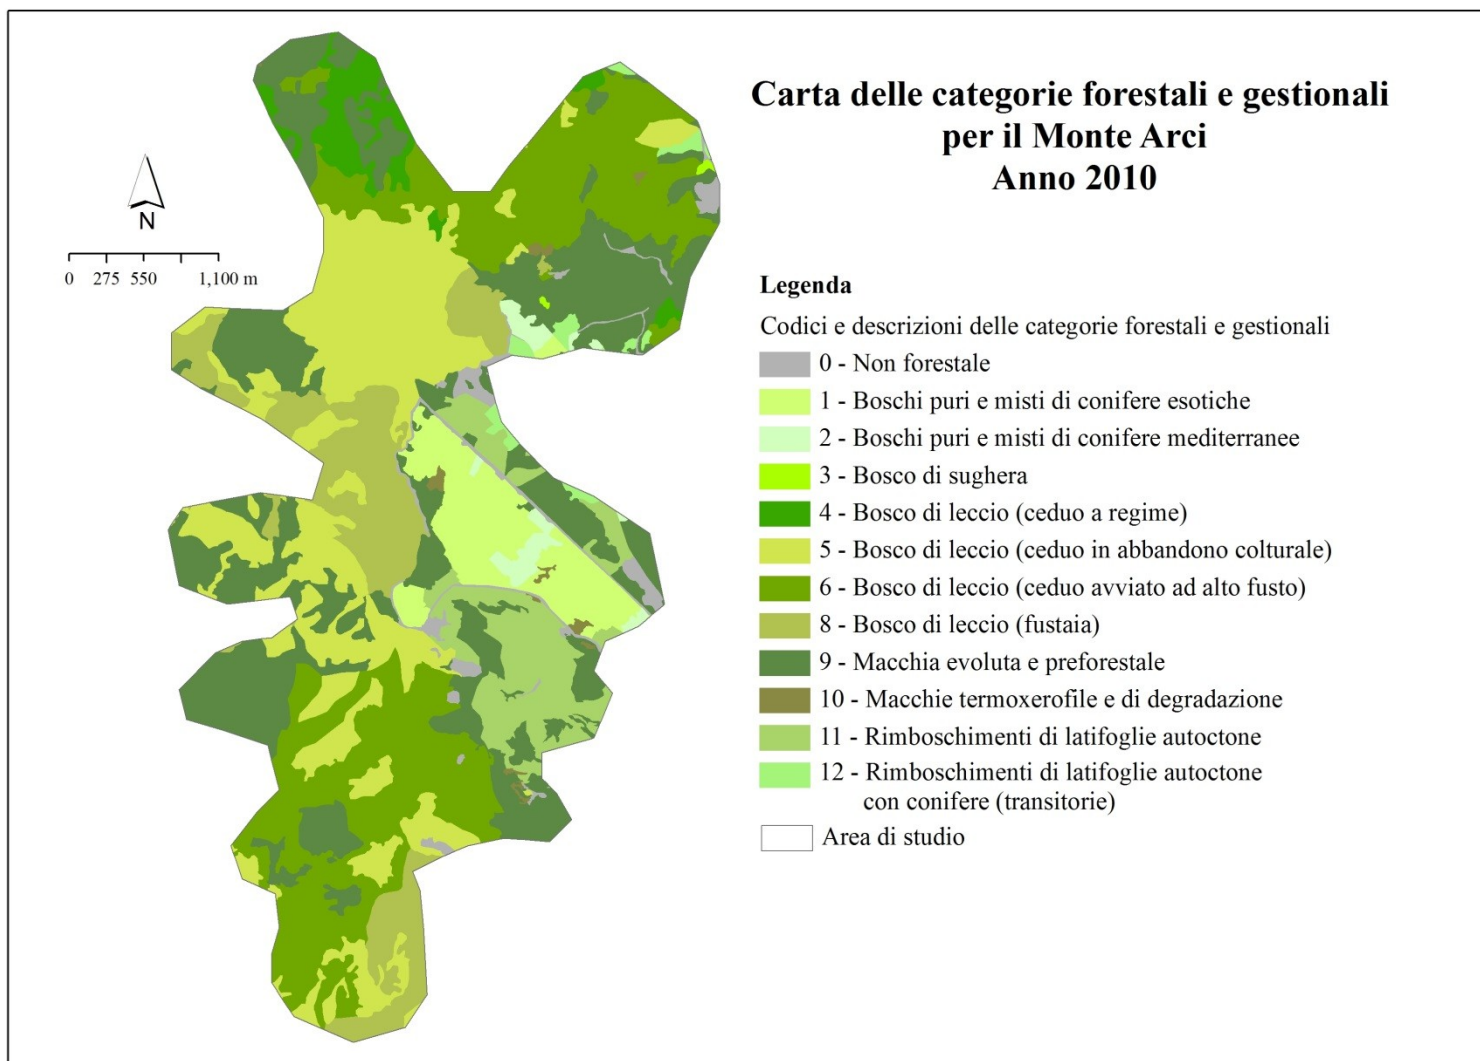 Carta delle categorie forestali e gestionali
per il Monte Arci
Anno 2010
N
0 275 550 1,100 m
Legenda
Codici e descrizioni delle categorie forestali e gestionali
0 - Non forestale
1 - Boschi puri e misti di conifere esotiche
2 - Boschi puri e misti di conifere mediterranee
3 - Bosco di sughera
4 - Bosco di leccio (ceduo a regime)
5 - Bosco di leccio (ceduo in abbandono colturale)
6 - Bosco di leccio (ceduo avviato ad alto fusto)
8 - Bosco di leccio (fustaia)
9 - Macchia evoluta e preforestale
10 - Macchie termoxerofile e di degradazione
11 - Rimboschimenti di latifoglie autoctone
12 - Rimboschimenti di latifoglie autoctone
con conifere (transitorie)
Area di studio